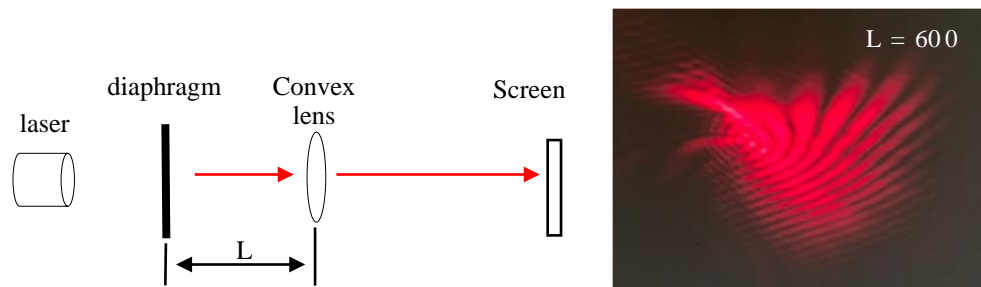 diaphragm
Convex
lens
Screen
laser
L
L = 600